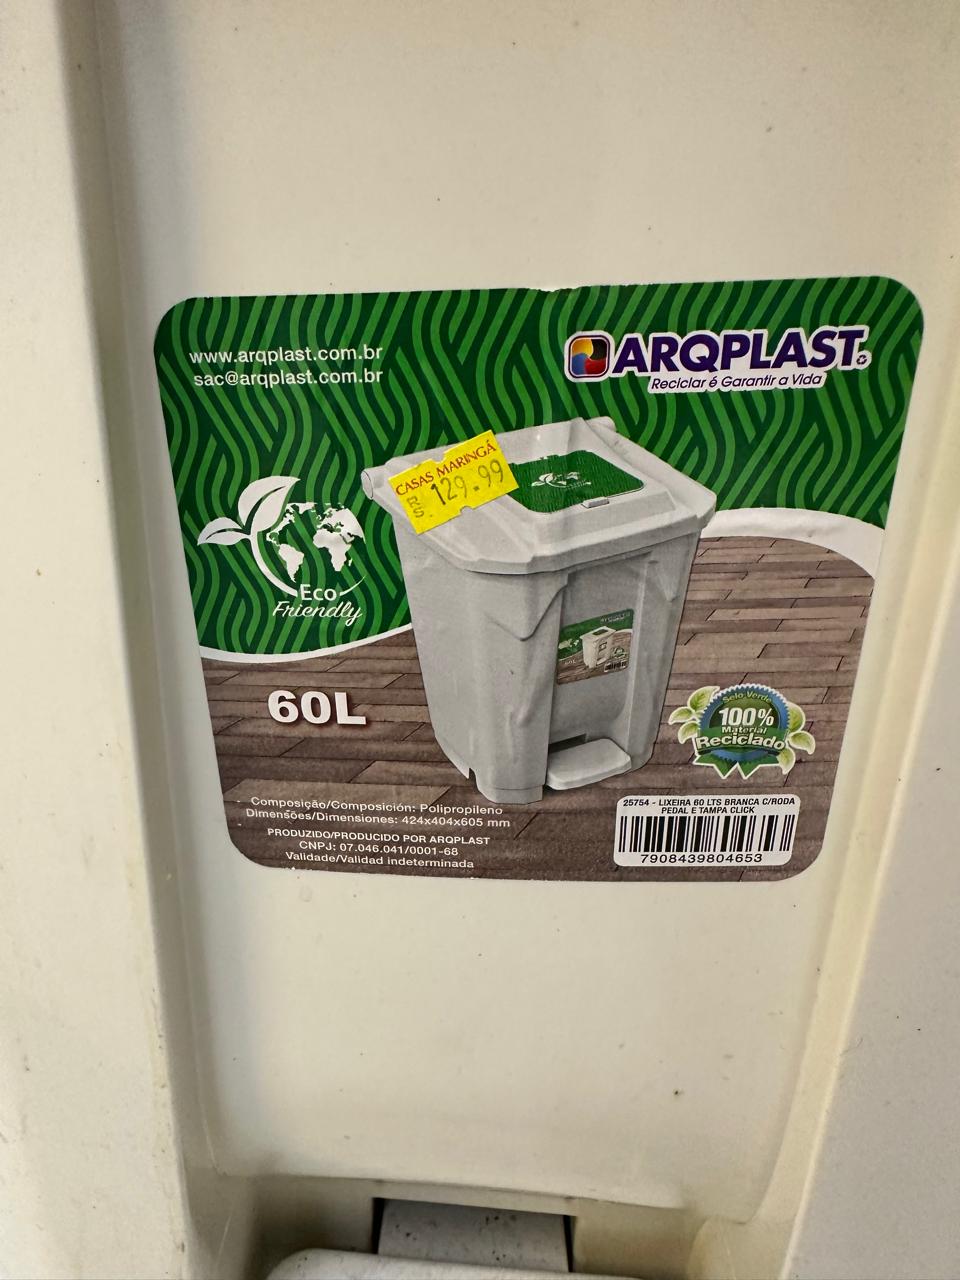 www.arqplast.com.br
sac@arqplast.com.br
ARQPLAST
Reciclar é Garantir a Vida
CASAS MARINGÁ
R$. 129.99
Eco
Friendly
60L
60L
Selo Verde
100%
Material
Reciclado
Composição/Composición: Polipropileno
Dimensões/Dimensiones: 424x404x605 mm
PRODUZIDO/PRODUCIDO POR ARQPLAST
CNPJ: 07.046.041/0001-68
Validade/Validad indeterminada
25754 - LIXEIRA 60 LTS BRANCA C/RODA
PEDAL E TAMPA CLICK
7908439804653